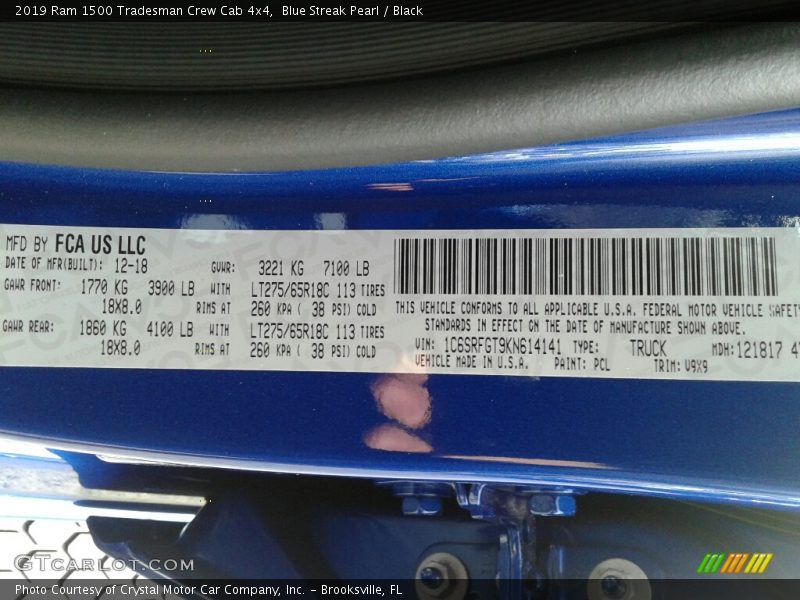 2019 Ram 1500 Tradesman Crew Cab 4x4, Blue Streak Pearl / Black
MFD BY FCA US LLC
DATE OF MFR(BUILT): 12-18 GVWR: 3221 KG 7100 LB
GAWR FRONT: 1770 KG 3900 LB WITH LT275/65R18C 113 TIRES
18X8.0 RIMS AT 260 KPA ( 38 PSI) COLD
GAWR REAR: 1860 KG 4100 LB WITH LT275/65R18C 113 TIRES
18X8.0 RIMS AT 260 KPA ( 38 PSI) COLD
THIS VEHICLE CONFORMS TO ALL APPLICABLE U.S.A. FEDERAL MOTOR VEHICLE SAFETY
STANDARDS IN EFFECT ON THE DATE OF MANUFACTURE SHOWN ABOVE.
VIN: 1C6SRFGT9KN614141 TYPE: TRUCK MDH:121817 4
VEHICLE MADE IN U.S.A. PAINT: PCL TRIM: V9X9
GTcarlot.com
Photo Courtesy of Crystal Motor Car Company, Inc. – Brooksville, FL